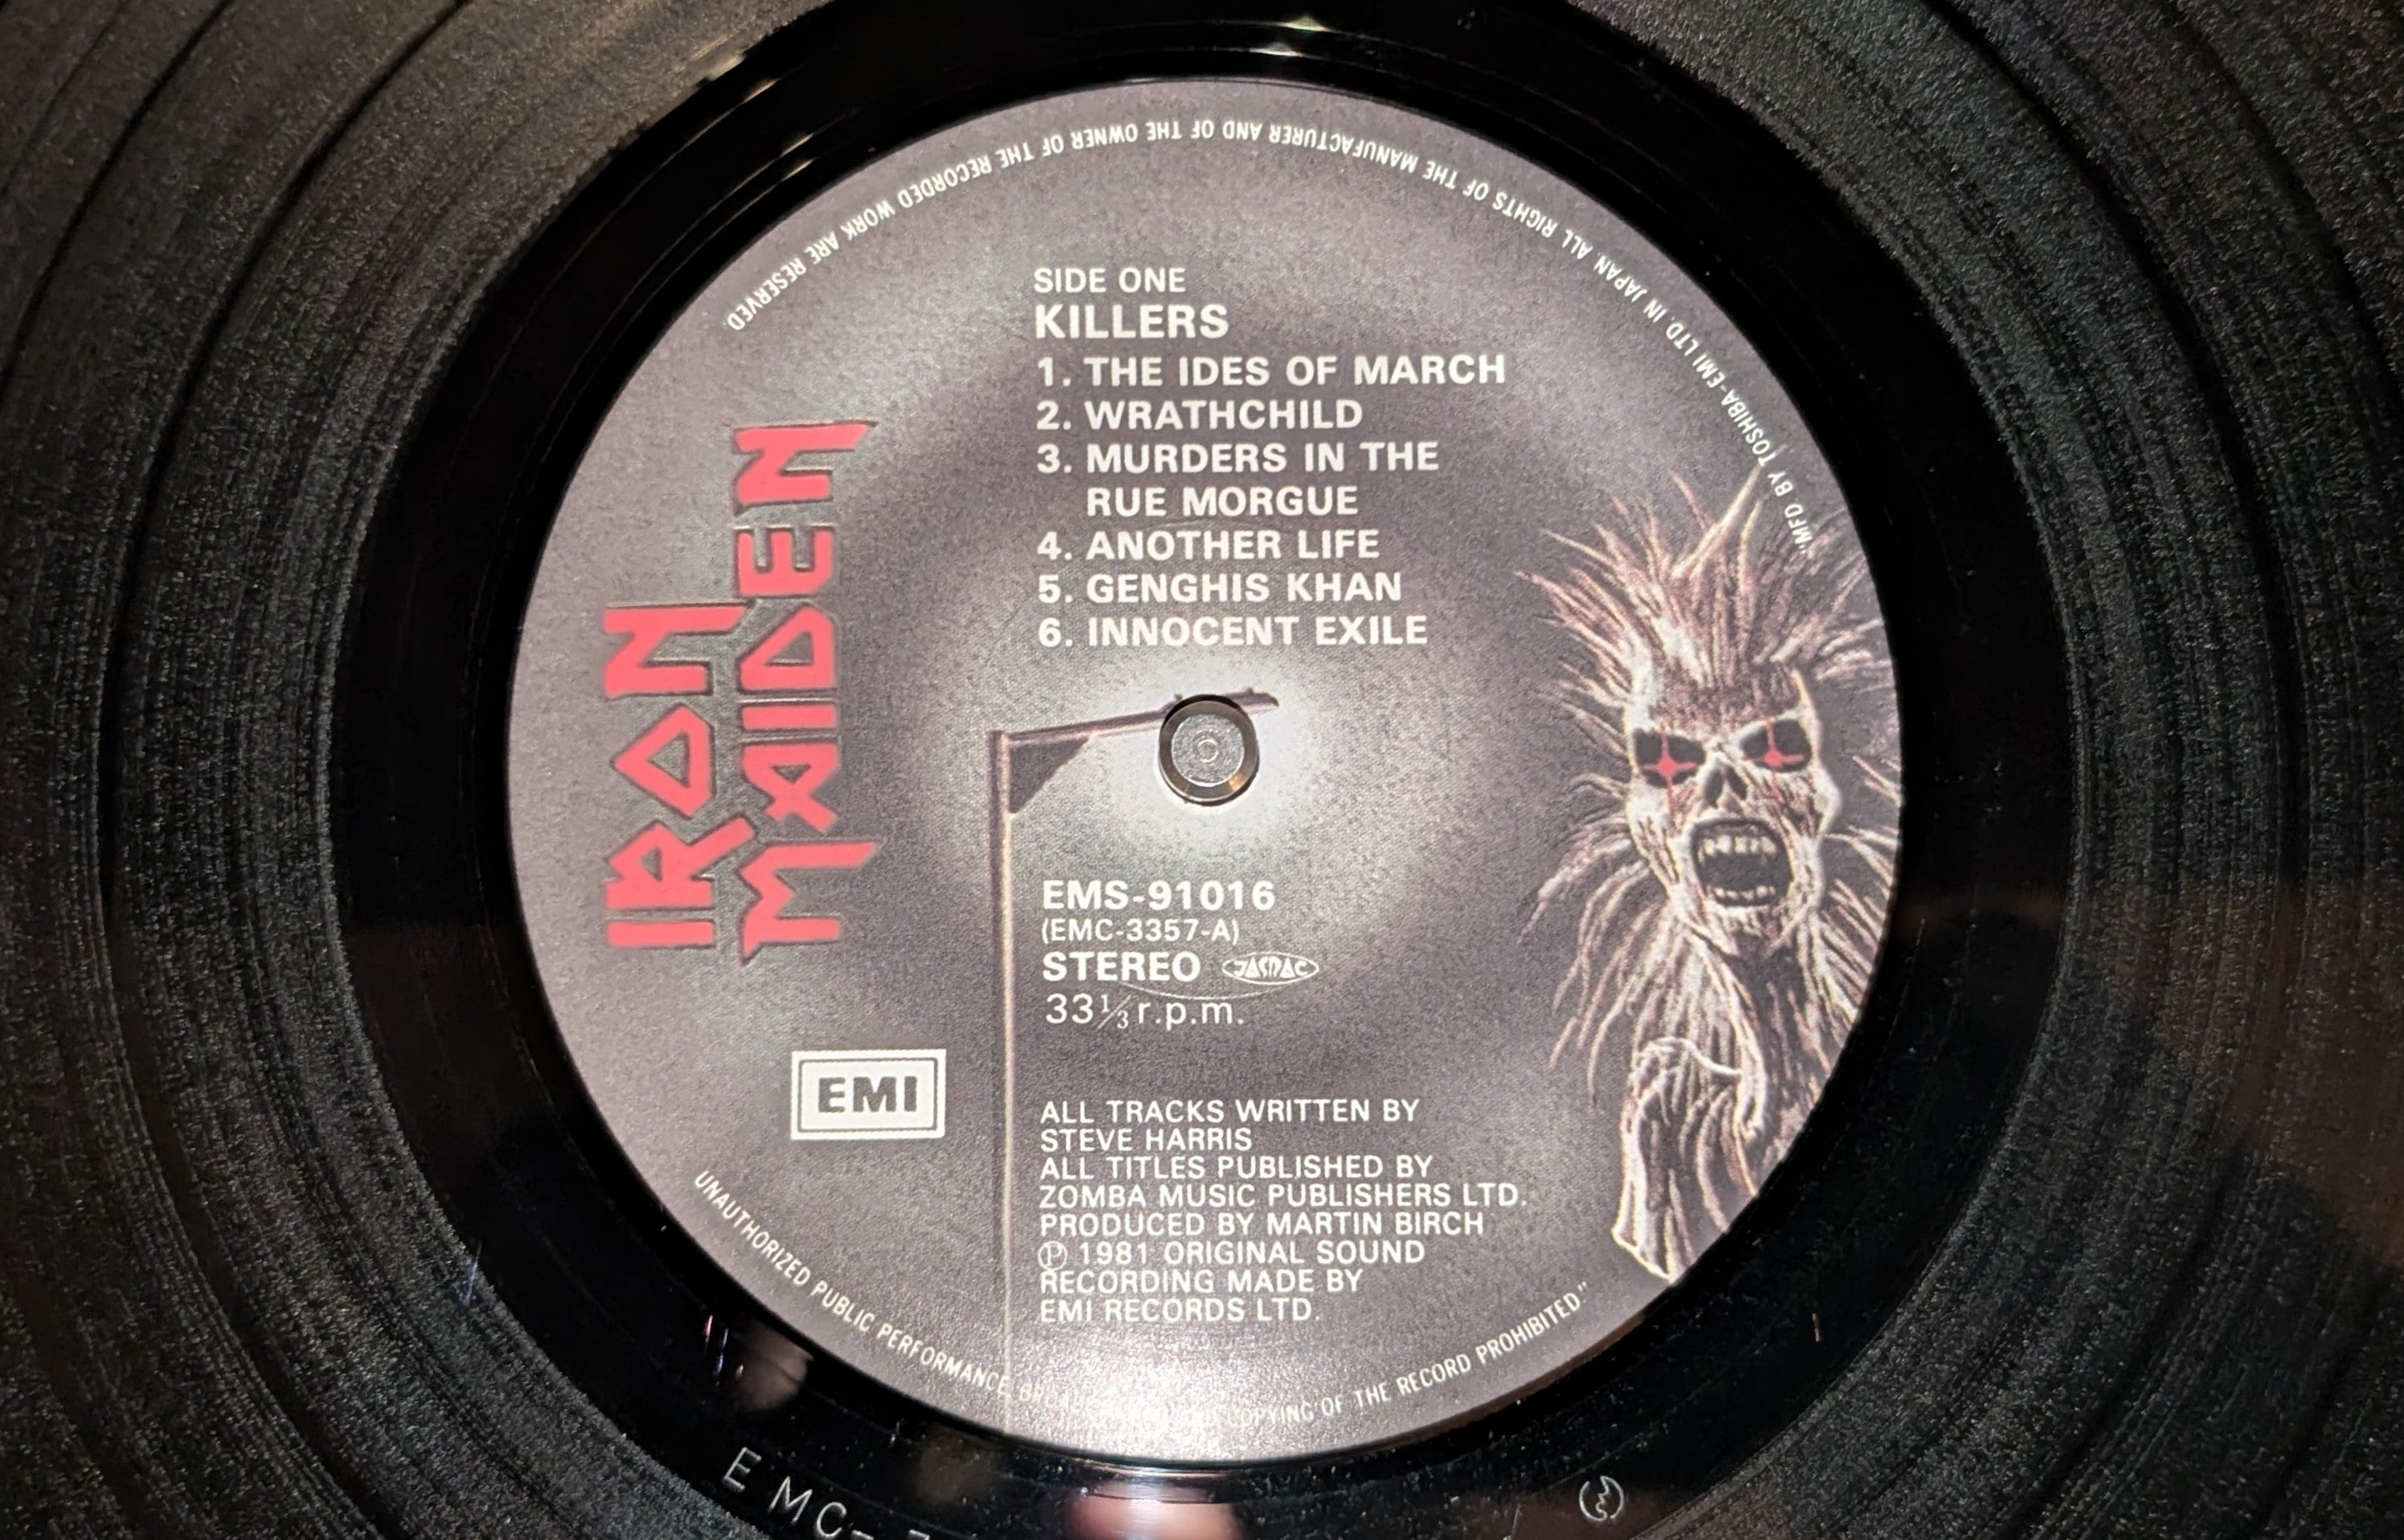 "MFD BY TOSHIBA-EMI LTD. IN JAPAN ALL RIGHTS OF THE MANUFACTURER AND OF THE OWNER OF THE RECORDED WORK ARE RESERVED.
IRON
MAIDEN
SIDE ONE
KILLERS
1. THE IDES OF MARCH
2. WRATHCHILD
3. MURDERS IN THE
RUE MORGUE
4. ANOTHER LIFE
5. GENGHIS KHAN
6. INNOCENT EXILE
EMS-91016
(EMC-3357-A)
STEREO JASRAC
33⅓ r.p.m.
EMI
ALL TRACKS WRITTEN BY
STEVE HARRIS
ALL TITLES PUBLISHED BY
ZOMBA MUSIC PUBLISHERS LTD.
PRODUCED BY MARTIN BIRCH
Ⓟ 1981 ORIGINAL SOUND
RECORDING MADE BY
EMI RECORDS LTD.
UNAUTHORIZED PUBLIC PERFORMANCE, COPYING OF THE RECORD PROHIBITED."
EMC-